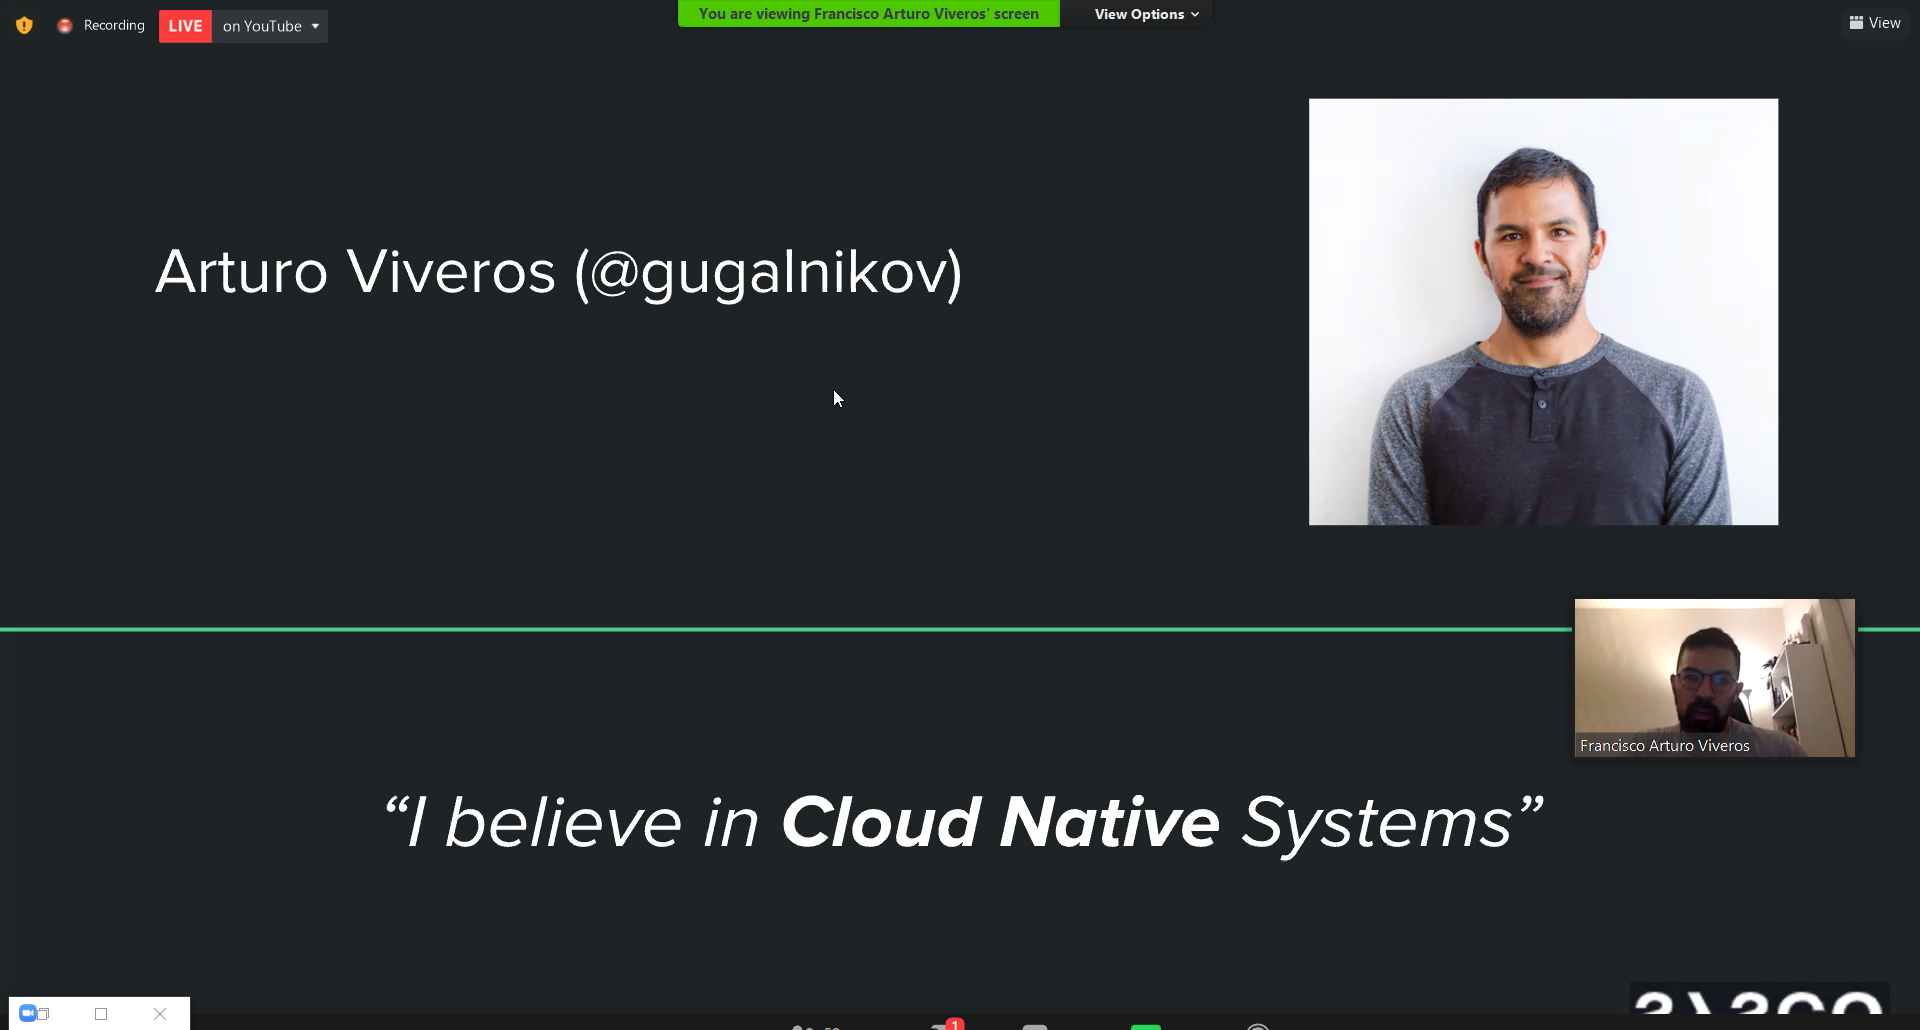 Recording
LIVE on YouTube
You are viewing Francisco Arturo Viveros' screen
View Options
View
Arturo Viveros (@gugalnikov)
Francisco Arturo Viveros
“I believe in Cloud Native Systems”
1